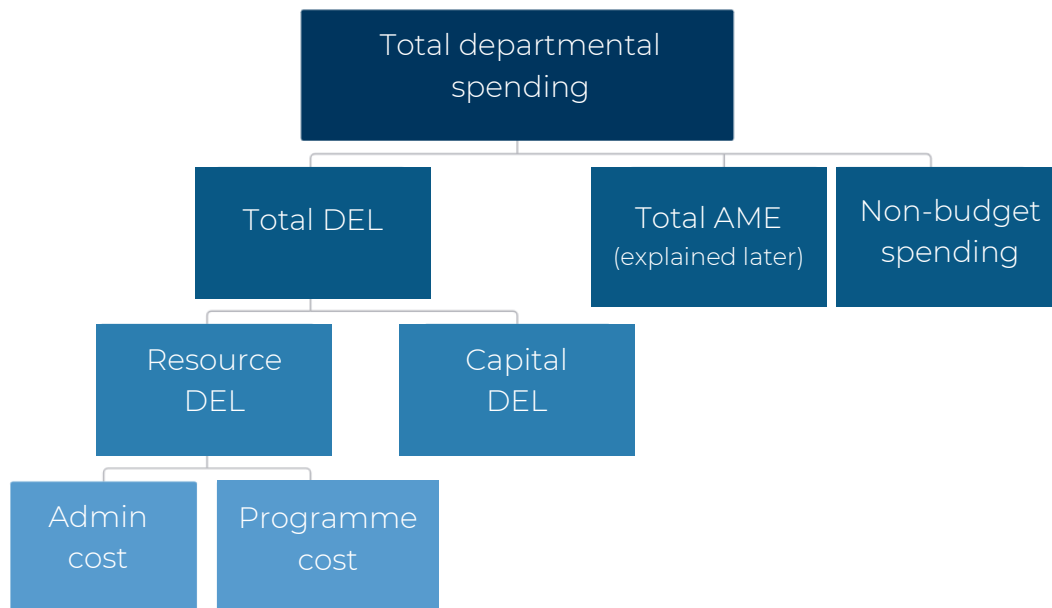 Total departmental
spending
Total DEL
Total AME
(explained later)
Non-budget
spending
Resource
DEL
Capital
DEL
Admin
cost
Programme
cost